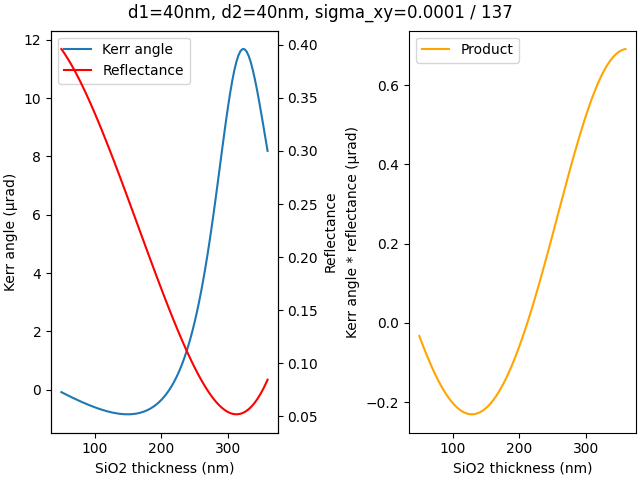 d1=40nm, d2=40nm, sigma_xy=0.0001 / 137
Kerr angle
Reflectance
12
10
8
6
4
2
0
Kerr angle (μrad)
100
200
300
SiO2 thickness (nm)
0.40
0.35
0.30
0.25
0.20
0.15
0.10
0.05
Reflectance
Product
0.6
0.4
0.2
0.0
−0.2
Kerr angle * reflectance (μrad)
100
200
300
SiO2 thickness (nm)